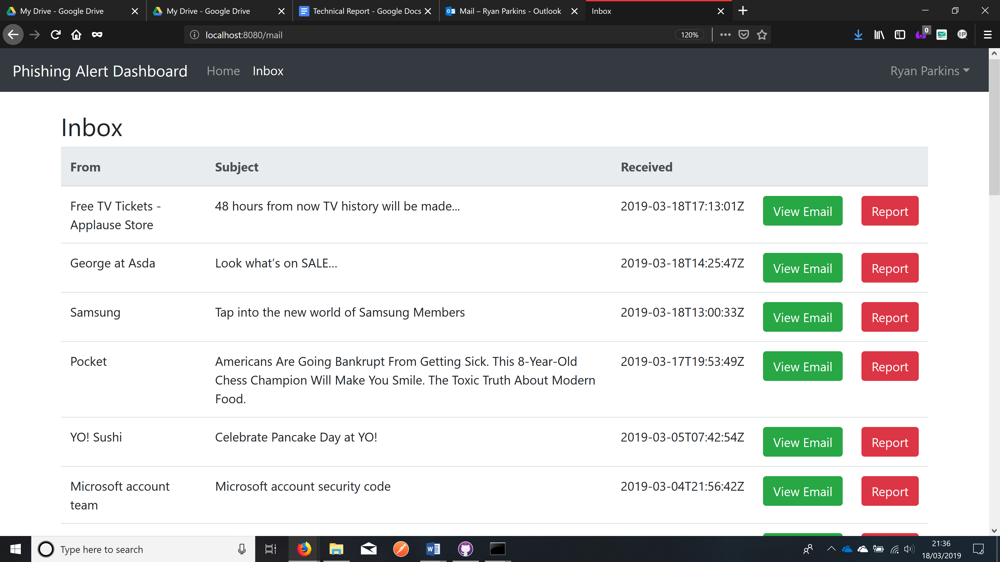 My Drive - Google Drive
My Drive - Google Drive
Technical Report - Google Docs
Mail – Ryan Parkins - Outlook
Inbox
localhost:8080/mail
120%
0
IP
Phishing Alert Dashboard
Home
Inbox
Ryan Parkins
Inbox
From Subject Received
Free TV Tickets - 48 hours from now TV history will be made... 2019-03-18T17:13:01Z View Email Report
Applause Store
George at Asda Look what’s on SALE… 2019-03-18T14:25:47Z View Email Report
Samsung Tap into the new world of Samsung Members 2019-03-18T13:00:33Z View Email Report
Pocket Americans Are Going Bankrupt From Getting Sick. This 8-Year-Old 2019-03-17T19:53:49Z View Email Report
Chess Champion Will Make You Smile. The Toxic Truth About Modern
Food.
YO! Sushi Celebrate Pancake Day at YO! 2019-03-05T07:42:54Z View Email Report
Microsoft account Microsoft account security code 2019-03-04T21:56:42Z View Email Report
team
Type here to search
21:36
18/03/2019